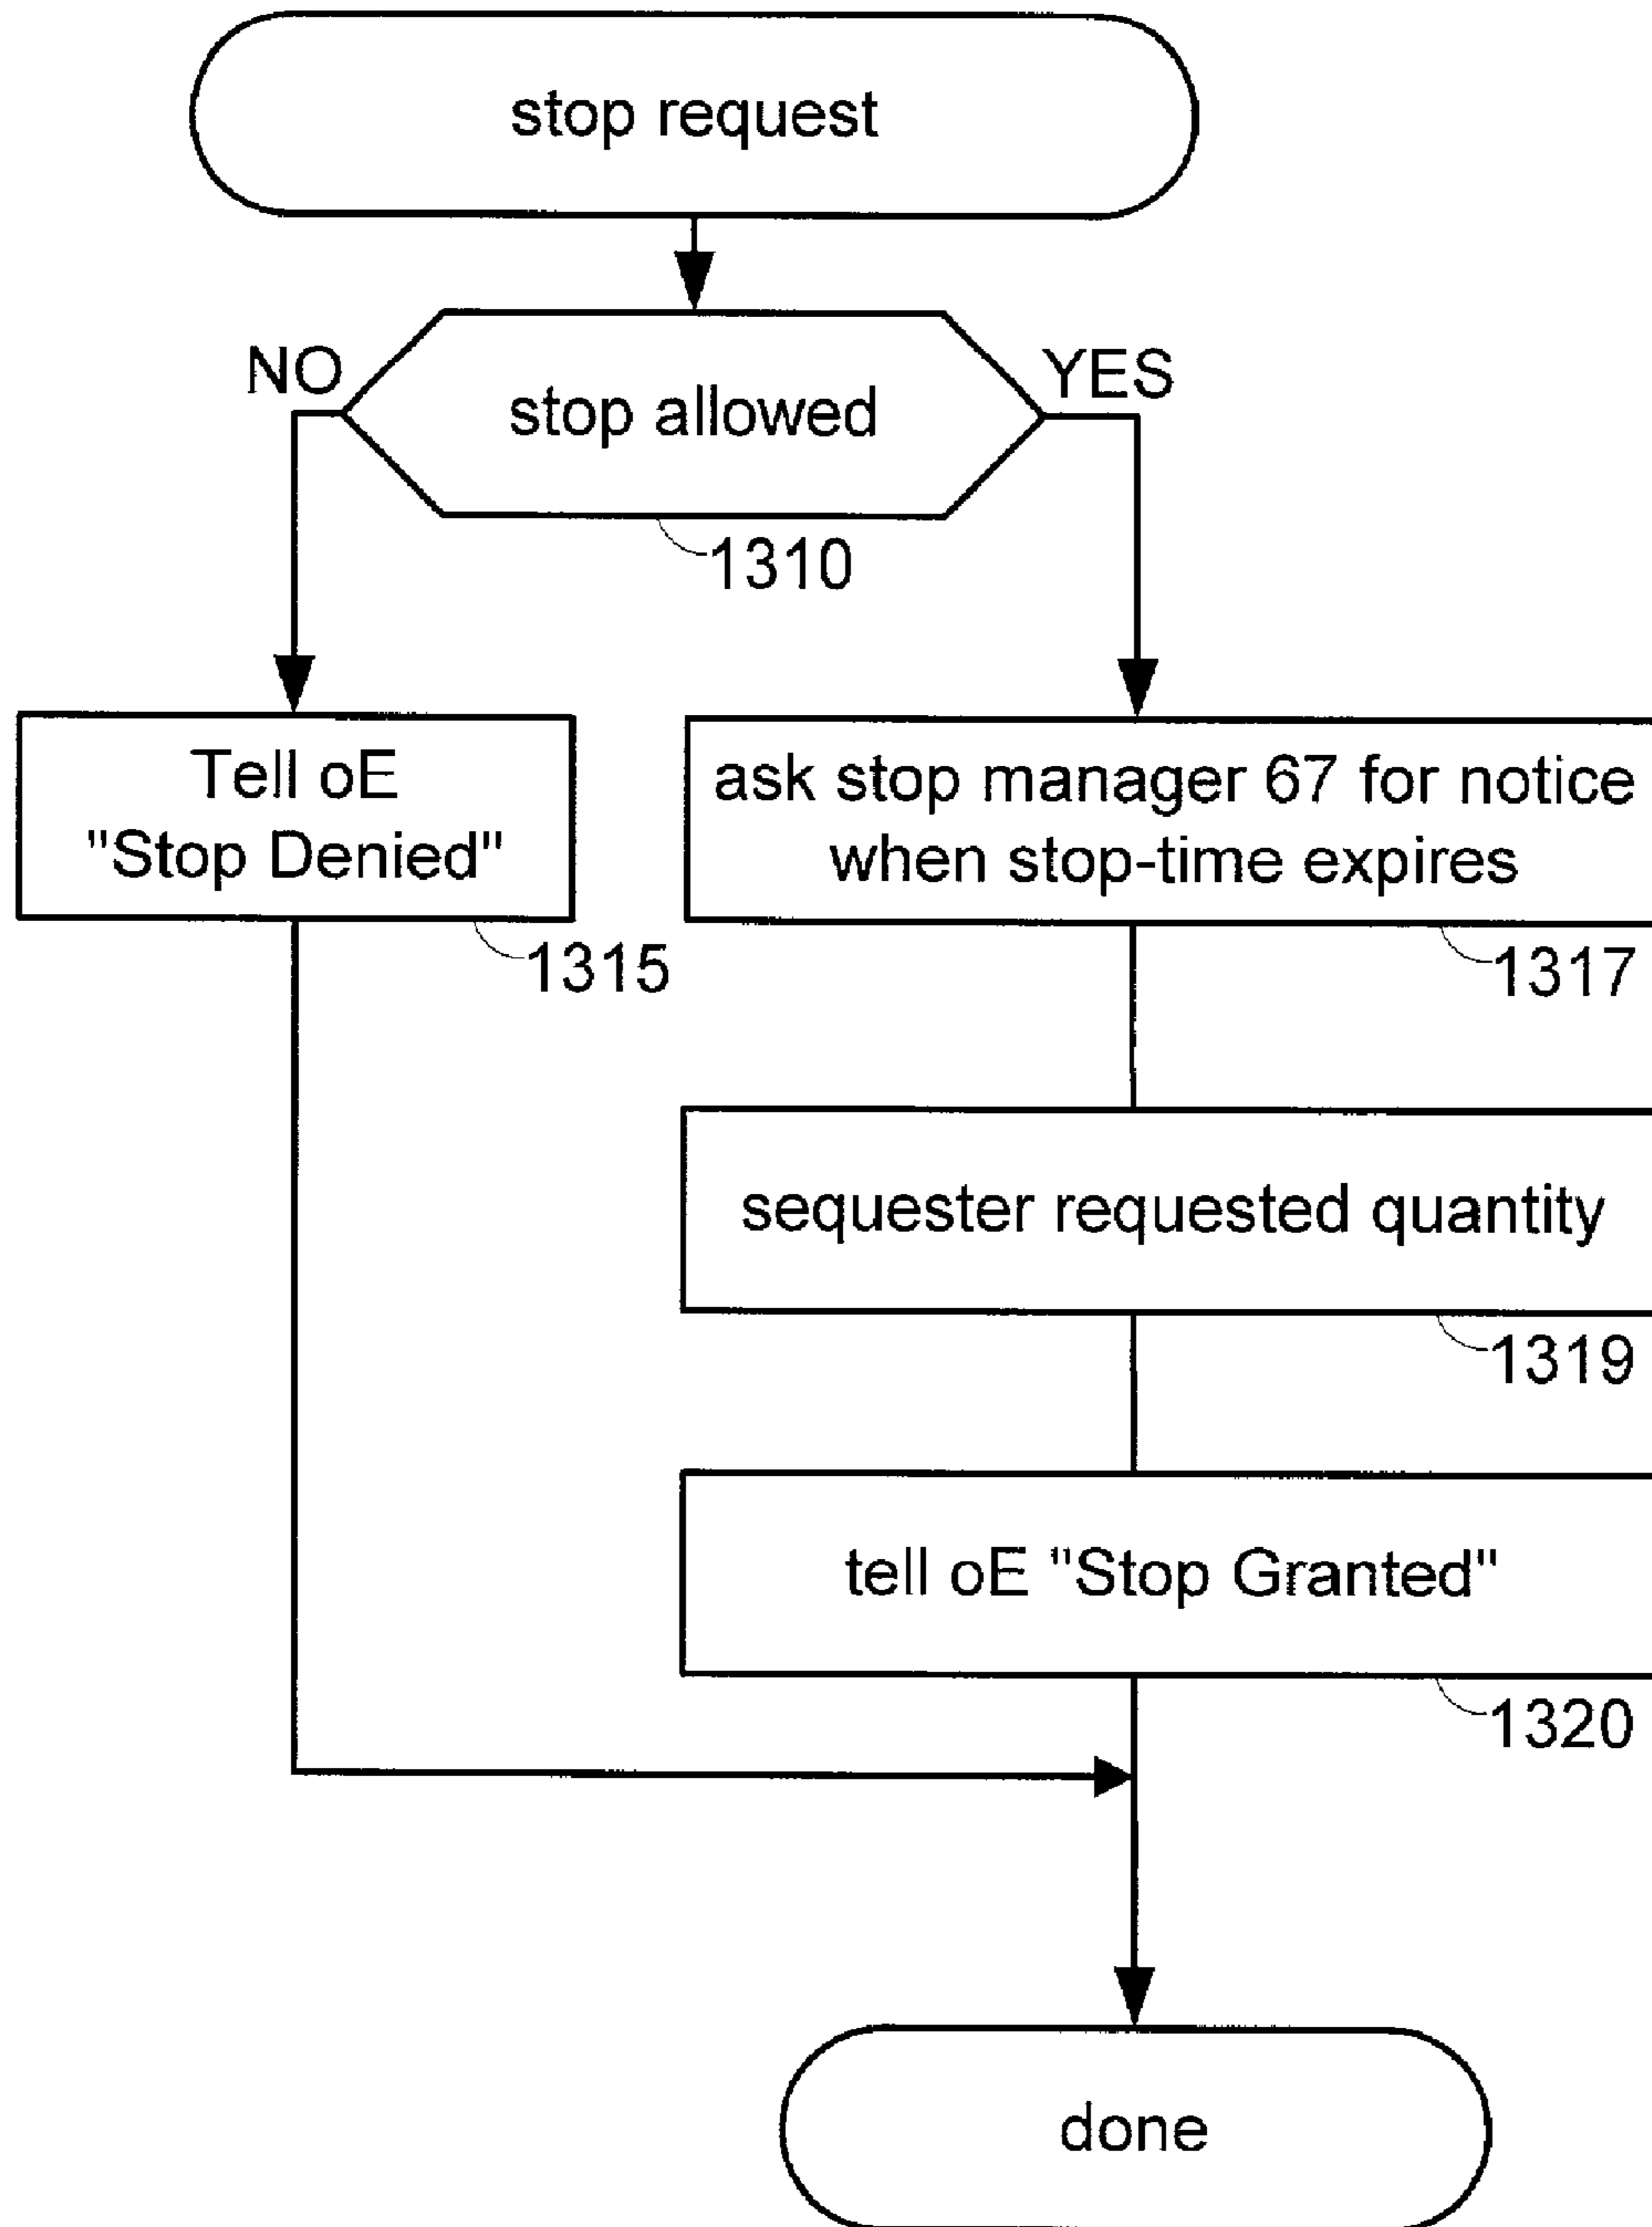 stop request
NO
YES
stop allowed
1310
Tell oE
"Stop Denied"
1315
ask stop manager 67 for notice
when stop-time expires
1317
sequester requested quantity
1319
tell oE "Stop Granted"
1320
done